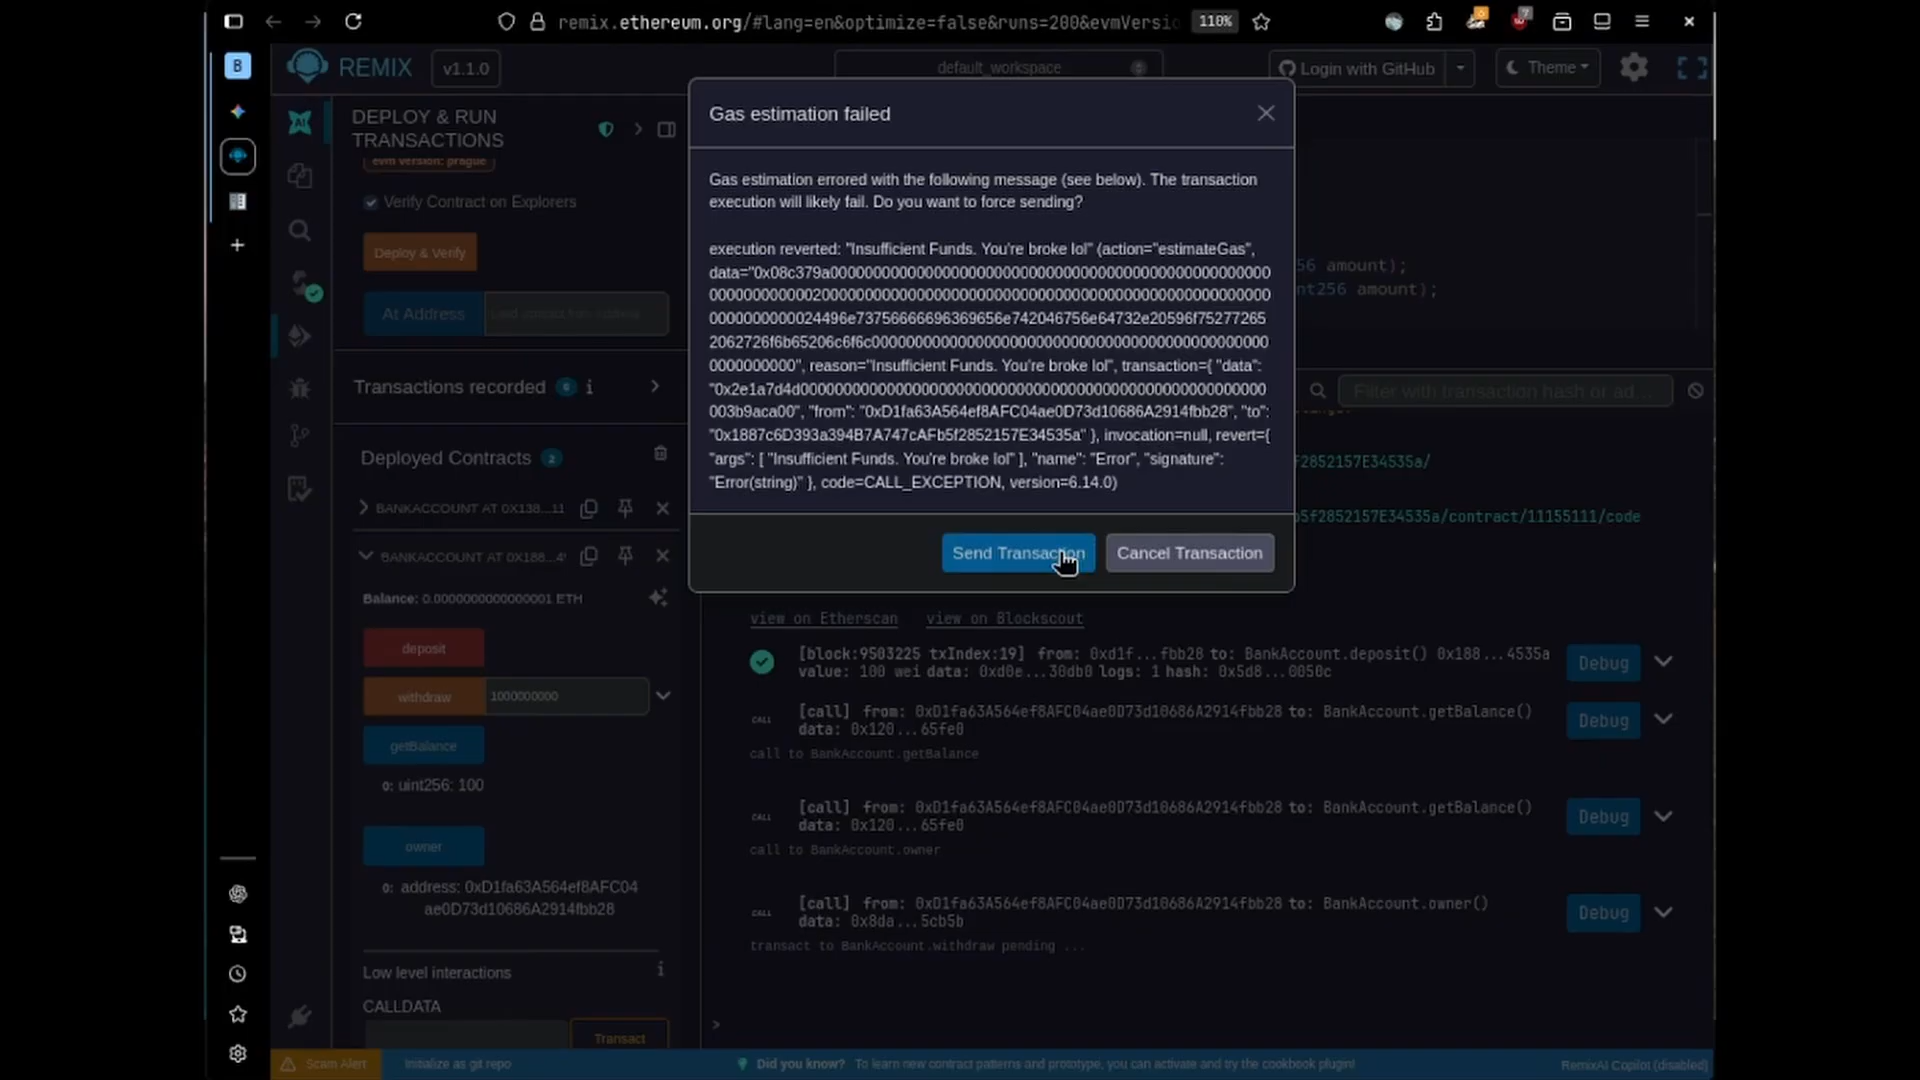 remix.ethereum.org/#lang=en&optimize=false&runs=200&evmVersio
110%
B
REMIX
v1.1.0
default_workspace
Login with GitHub
Theme
DEPLOY & RUN
TRANSACTIONS
evm version: prague
Verify Contract on Explorers
Deploy & Verify
At Address
Transactions recorded
Deployed Contracts 2
BANKACCOUNT AT 0X138...11
BANKACCOUNT AT 0X188...4
Balance: 0.0000000000000001 ETH
deposit
withdraw 1000000000
getBalance
0: uint256: 100
owner
0: address: 0xD1fa63A564ef8AFC04
ae0D73d10686A2914fbb28
Low level interactions
CALLDATA
Transact
Gas estimation failed
Gas estimation errored with the following message (see below). The transaction
execution will likely fail. Do you want to force sending?
execution reverted: "Insufficient Funds. You're broke lol" (action="estimateGas",
data="0x08c379a0000000000000000000000000000000000000000000000000000000
000000000000020000000000000000000000000000000000000000000000000000000
0000000000024496e73756666696369656e742046756e64732e20596f75277265
2062726f6b65206c6f6c00000000000000000000000000000000000000000000000
0000000000", reason="Insufficient Funds. You're broke lol", transaction={ "data":
"0x2e1a7d4d000000000000000000000000000000000000000000000000000000
003b9aca00", "from": "0xD1fa63A564ef8AFC04ae0D73d10686A2914fbb28", "to":
"0x1887c6D393a394B7A747cAFb5f2852157E34535a" }, invocation=null, revert={
"args": [ "Insufficient Funds. You're broke lol" ], "name": "Error", "signature":
"Error(string)" }, code=CALL_EXCEPTION, version=6.14.0)
Send Transaction
Cancel Transaction
56 amount);
nt256 amount);
Filter with transaction hash or ad...
f2852157E34535a/
b5f2852157E34535a/contract/11155111/code
view on Etherscan view on Blockscout
[block:9503225 txIndex:19] from: 0xd1f...fbb28 to: BankAccount.deposit() 0x188...4535a
value: 100 wei data: 0xd0e...30db0 logs: 1 hash: 0x5d8...0050c
Debug
CALL
[call] from: 0xD1fa63A564ef8AFC04ae0D73d10686A2914fbb28 to: BankAccount.getBalance()
data: 0x120...65fe0
Debug
call to BankAccount.getBalance
CALL
[call] from: 0xD1fa63A564ef8AFC04ae0D73d10686A2914fbb28 to: BankAccount.getBalance()
data: 0x120...65fe0
Debug
call to BankAccount.owner
CALL
[call] from: 0xD1fa63A564ef8AFC04ae0D73d10686A2914fbb28 to: BankAccount.owner()
data: 0x8da...5cb5b
Debug
transact to BankAccount.withdraw pending ...
>
Scam Alert
Initialize as git repo
Did you know? To learn new contract patterns and prototype, you can activate and try the cookbook plugin!
RemixAI Copilot (disabled)